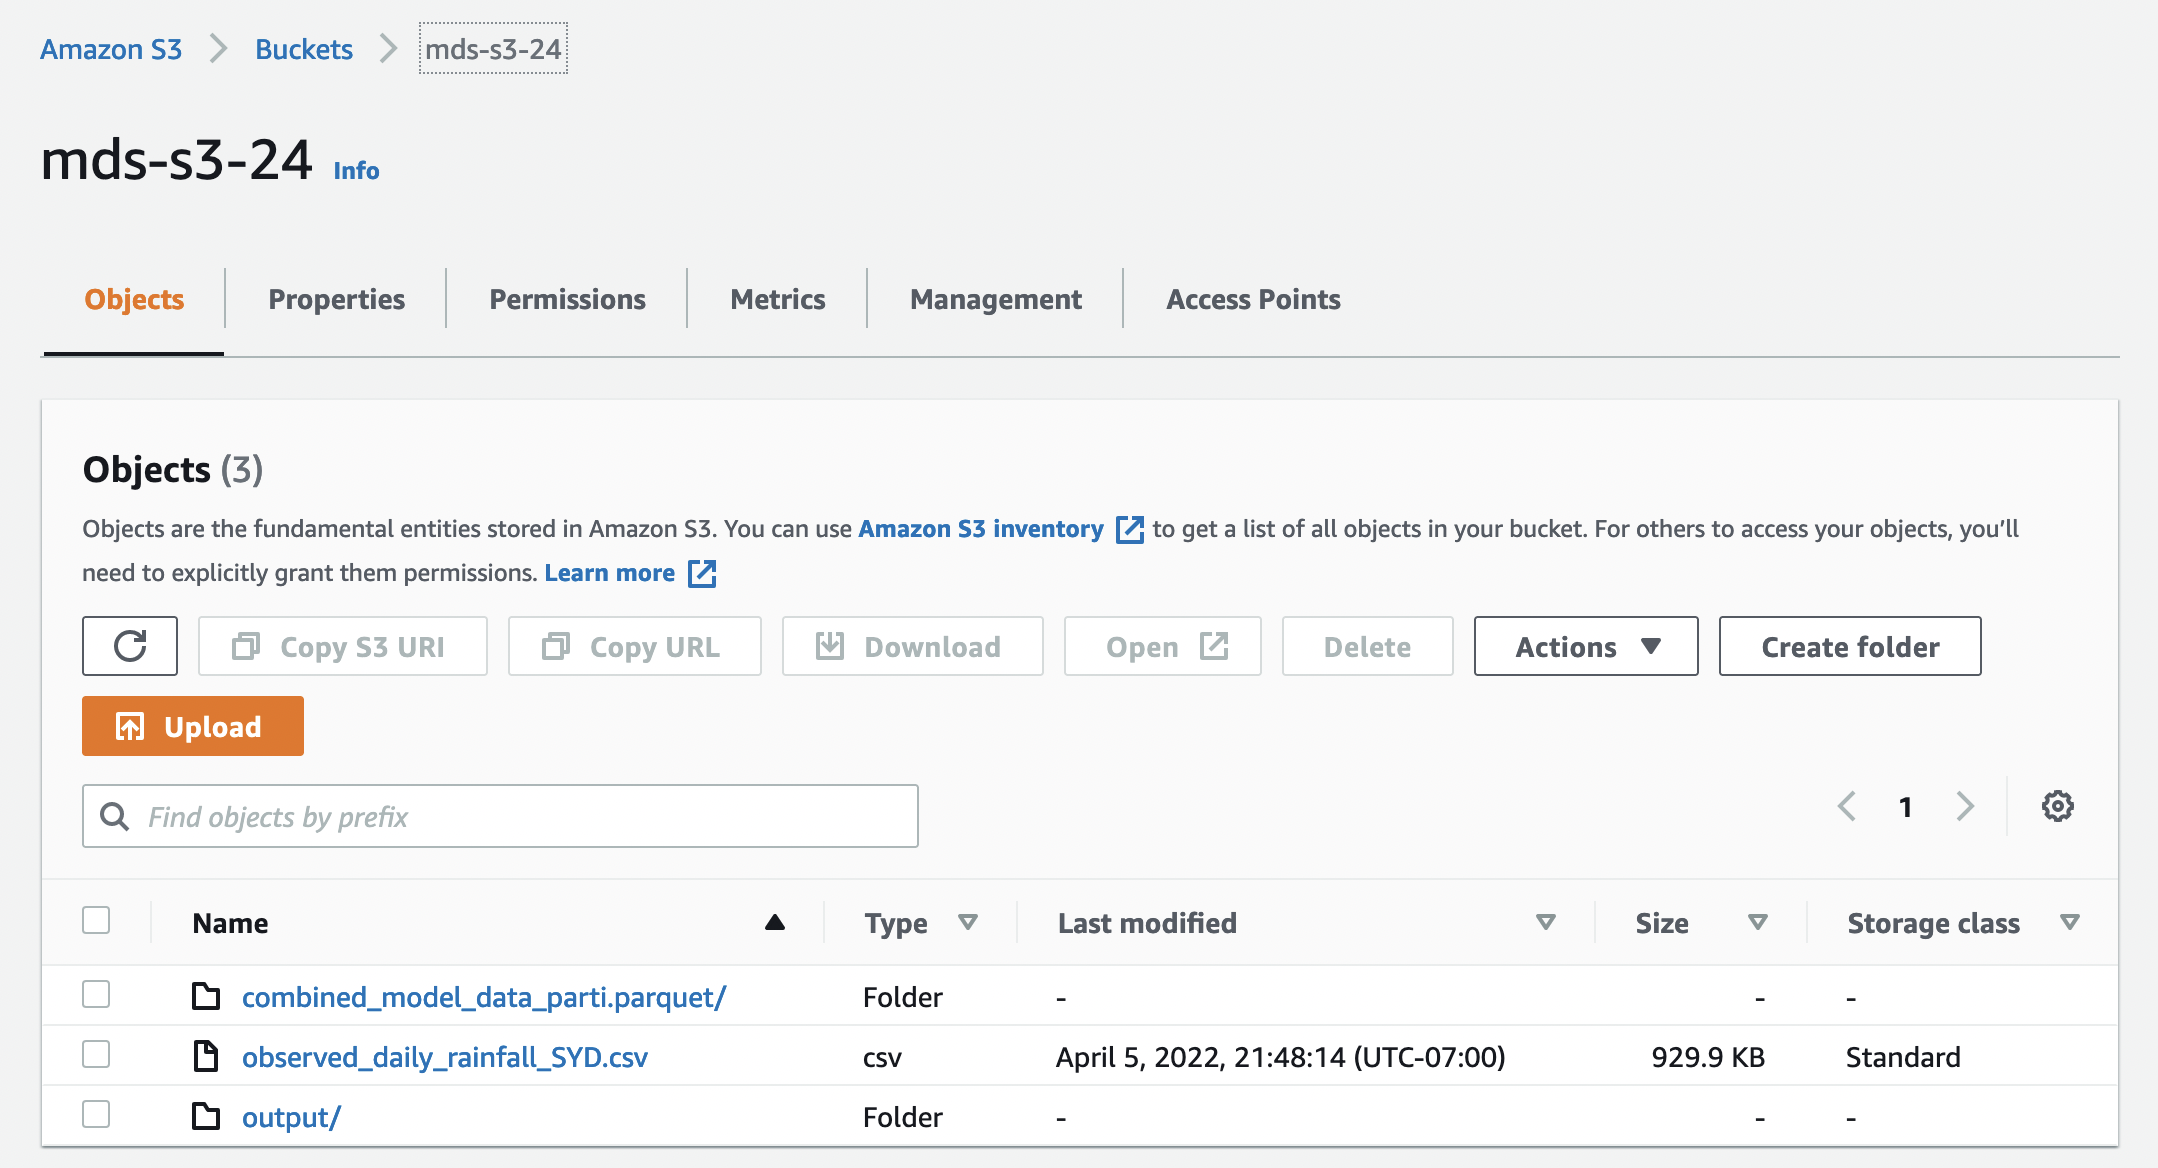 Amazon S3 Buckets mds-s3-24
mds-s3-24 Info
Objects Properties Permissions Metrics Management Access Points
Objects (3)
Objects are the fundamental entities stored in Amazon S3. You can use Amazon S3 inventory to get a list of all objects in your bucket. For others to access your objects, you’ll
need to explicitly grant them permissions. Learn more
Copy S3 URI Copy URL Download Open Delete Actions Create folder
Upload
Find objects by prefix 1
Name Type Last modified Size Storage class
combined_model_data_parti.parquet/ Folder - - -
observed_daily_rainfall_SYD.csv csv April 5, 2022, 21:48:14 (UTC-07:00) 929.9 KB Standard
output/ Folder - - -